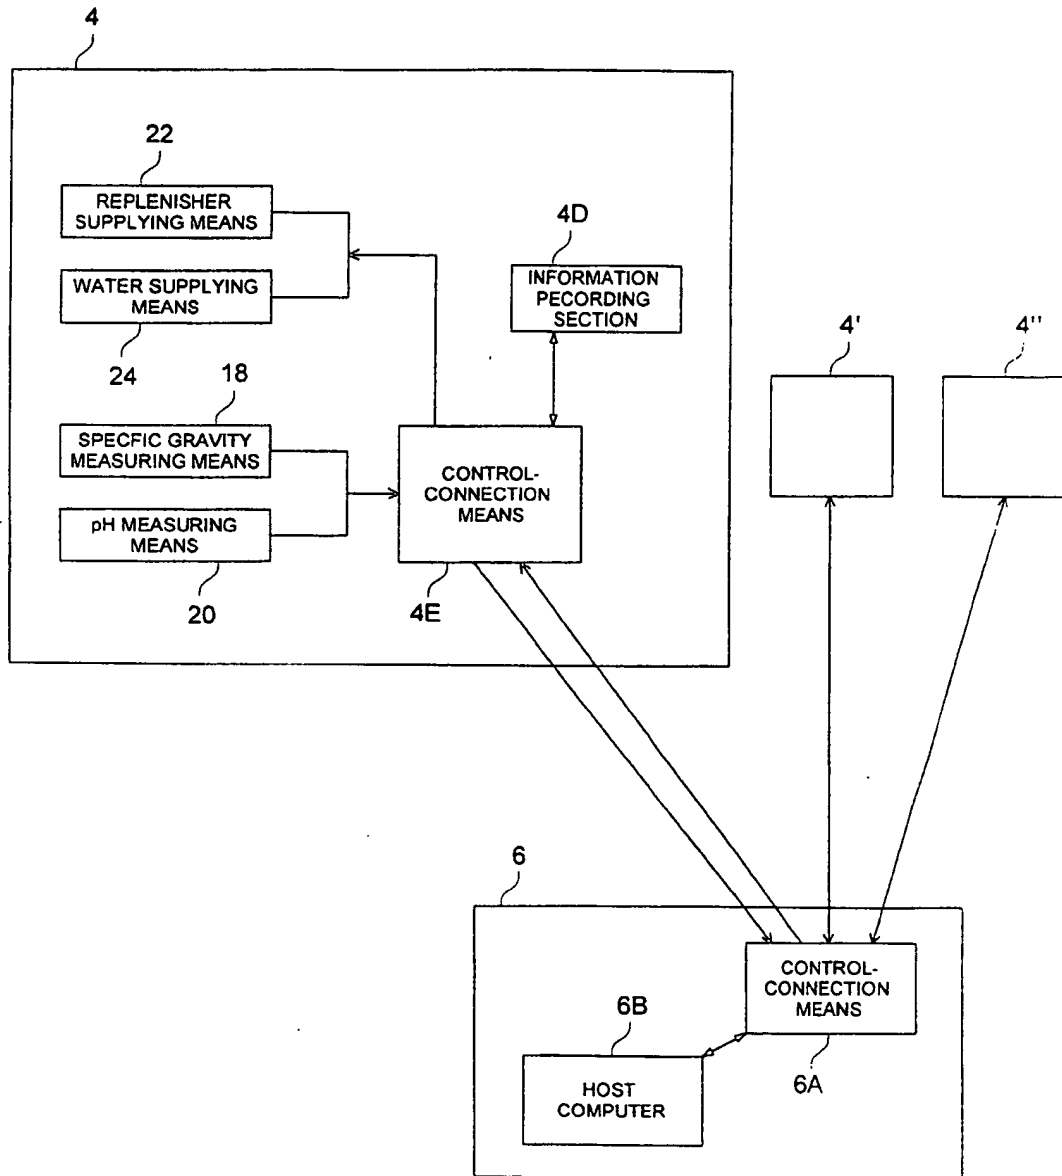 4
22
REPLENISHER
SUPPLYING MEANS
4D
INFORMATION
PECORDING
SECTION
WATER SUPPLYING
MEANS
24
4'
4''
18
SPECFIC GRAVITY
MEASURING MEANS
CONTROL-
CONNECTION
MEANS
pH MEASURING
MEANS
20
4E
6
CONTROL-
CONNECTION
MEANS
6B
6A
HOST
COMPUTER